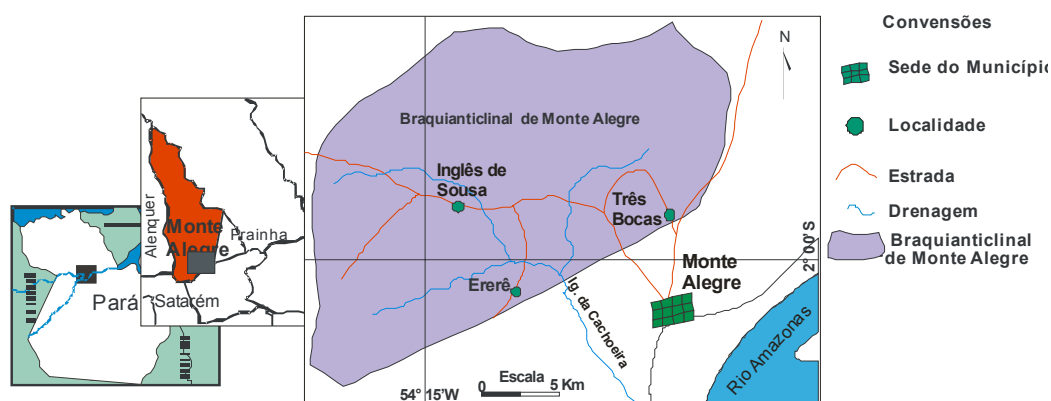 Convensões
N
Sede do Município
Braquianticlinal de Monte Alegre
Localidade
Inglês de
Sousa
Três
Bocas
Estrada
Drenagem
Alenquer
Monte
Alegre
Prainha
Braquianticlinal
de Monte Alegre
2° 00'S
Monte
Alegre
Ererê
Ig. da Cachoeira
Pará
Satarém
Rio Amazonas
54° 15'W
Escala
0 5 Km